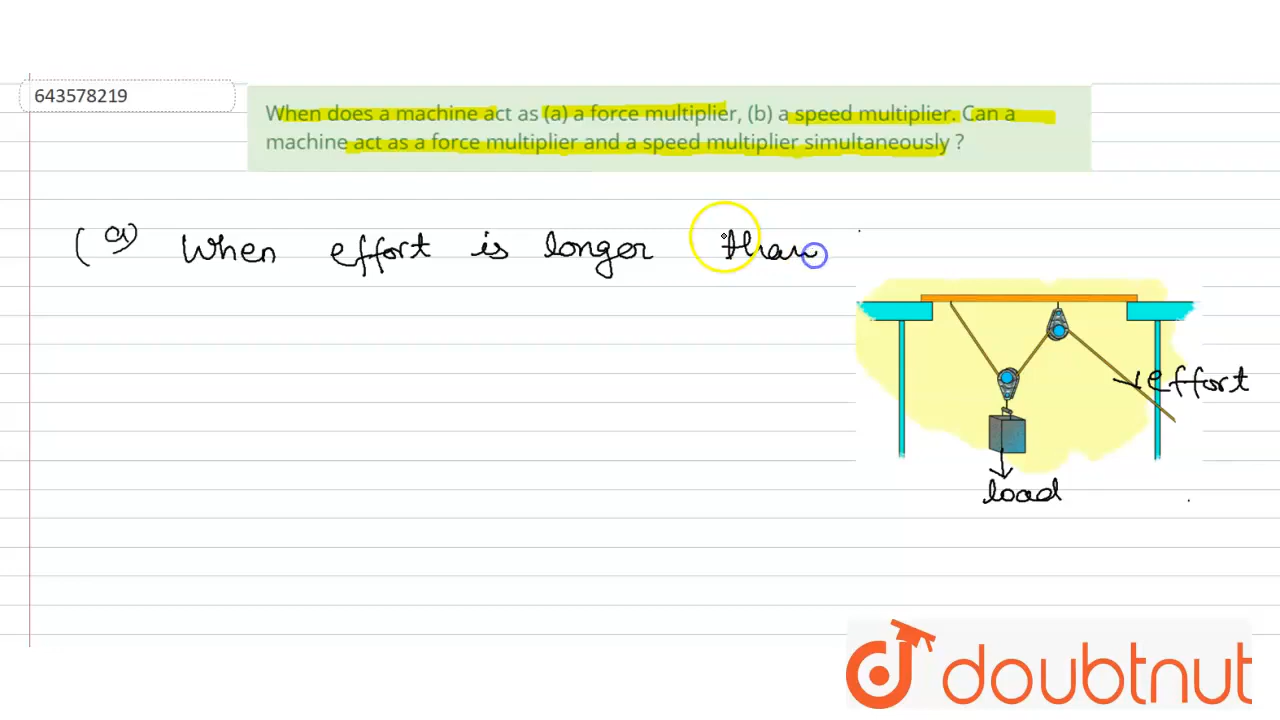 643578219
When does a machine act as (a) a force multiplier, (b) a speed multiplier. Can a
machine act as a force multiplier and a speed multiplier simultaneously ?
(a) When effort is longer than
effort
load
doubtnut